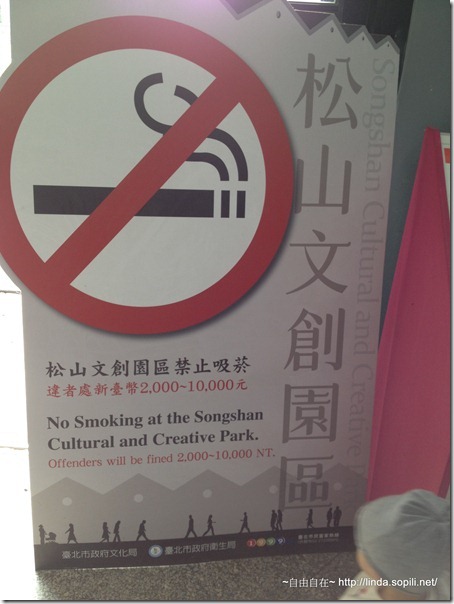 松山文創園區
Songshan Cultural and Creative
松山文創園區禁止吸菸
違者處新臺幣2,000~10,000元
No Smoking at the Songshan
Cultural and Creative Park.
Offenders will be fined 2,000~10,000 NT.
臺北市政府文化局 臺北市政府衛生局
~自由自在~ http://linda.sopili.net/